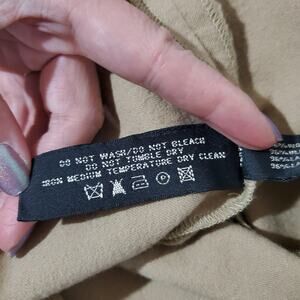 DO NOT WASH/DO NOT BLEACH
DO NOT TUMBLE DRY
IRON MEDIUM TEMPERATURE DRY CLEAN